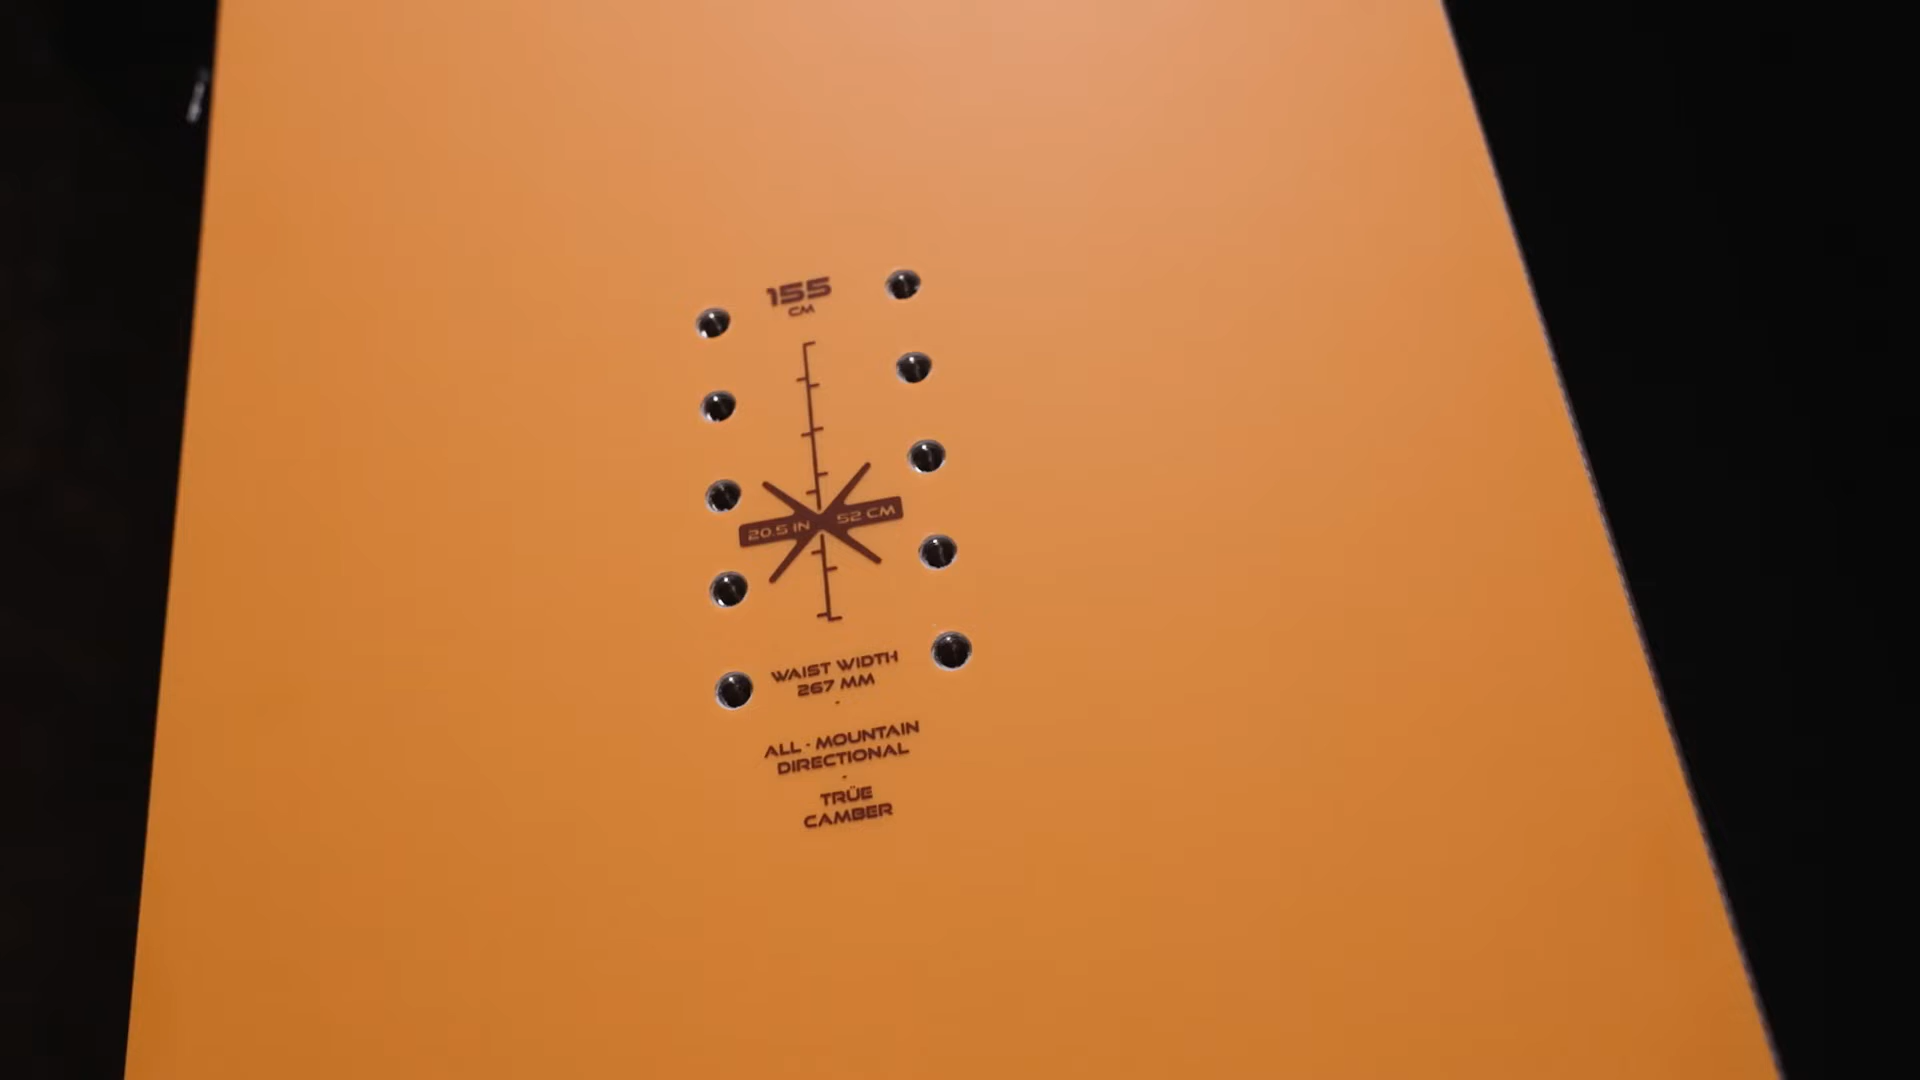 155
CM
20.5 IN 52 CM
WAIST WIDTH
267 MM
ALL · MOUNTAIN
DIRECTIONAL
TRÜE
CAMBER